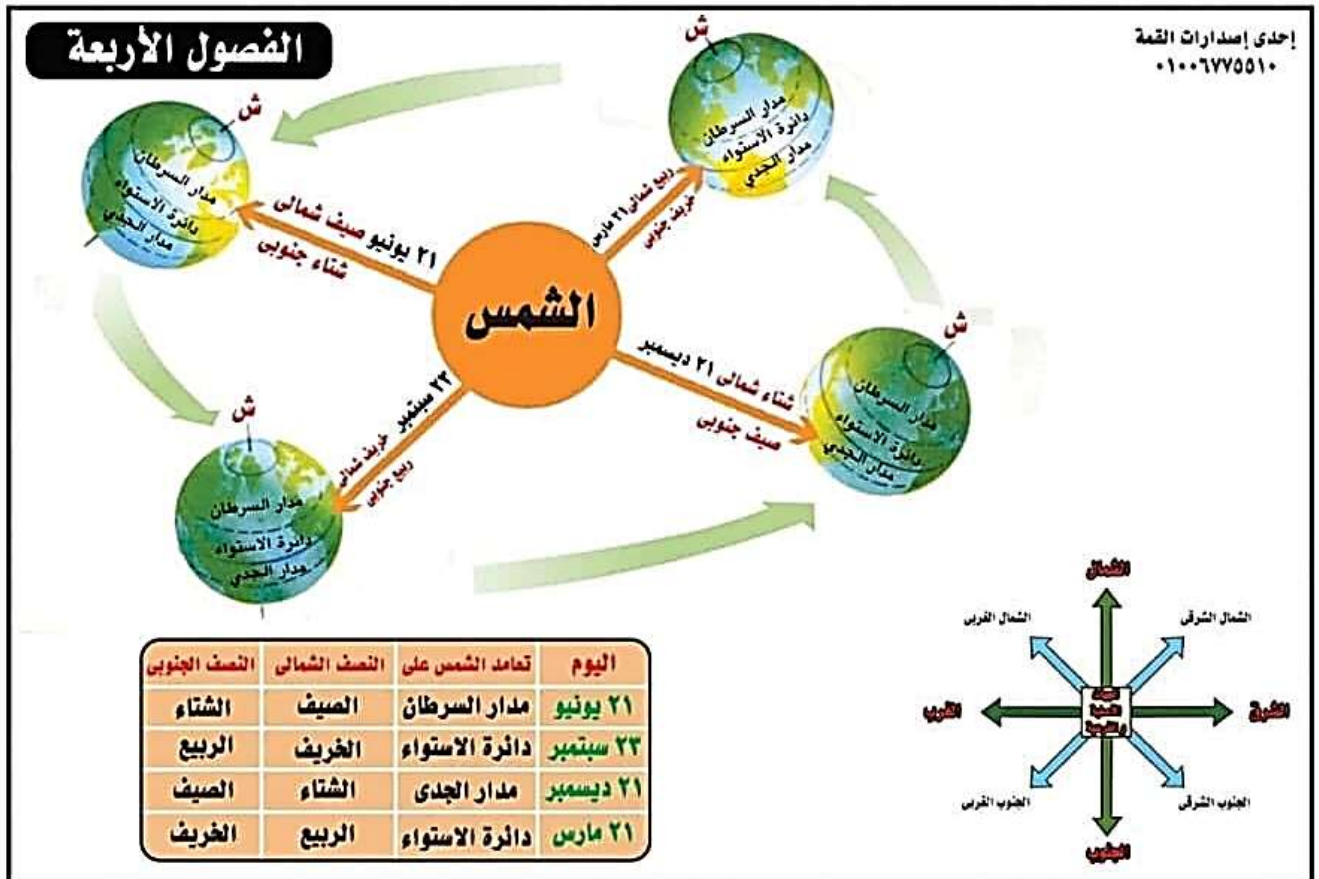 الفصول الأربعة
إحدى إصدارات القمة
٠١٠٠٦٧٧٥٥١٠
ش
مدار السرطان
دائرة الاستواء
مدار الجدي
ش
مدار السرطان
دائرة الاستواء
مدار الجدي
ربيع شمالى ٢١ مارس
خريف جنوبى
٢١ يونيو صيف شمالى
شتاء جنوبى
الشمس
ش
مدار السرطان
دائرة الاستواء
مدار الجدي
شتاء شمالى ٢١ ديسمبر
صيف جنوبى
٢٣ سبتمبر خريف شمالى
ربيع جنوبى
ش
مدار السرطان
دائرة الاستواء
مدار الجدي
اليوم تعامد الشمس على النصف الشمالى النصف الجنوبى
٢١ يونيو مدار السرطان الصيف الشتاء
٢٣ سبتمبر دائرة الاستواء الخريف الربيع
٢١ ديسمبر مدار الجدى الشتاء الصيف
٢١ مارس دائرة الاستواء الربيع الخريف
الشمال
الشمال الشرقى
الشمال الغربى
الشرق
الغرب
الجنوب الشرقى
الجنوب الغربى
الجنوب